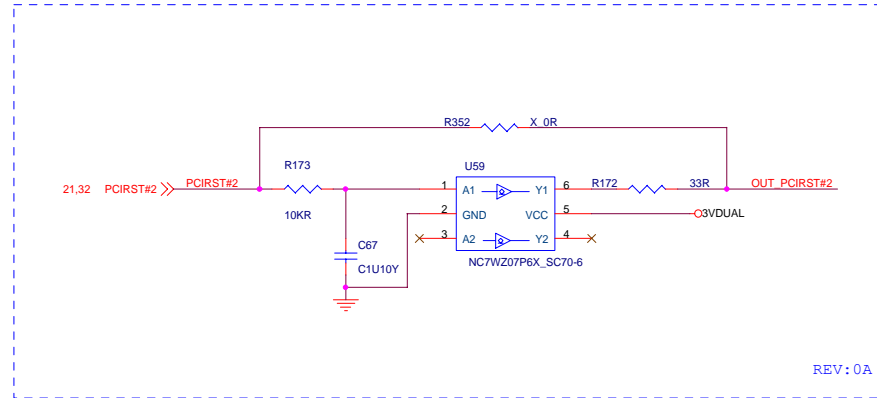 R352 X_0R
U59
R173
21,32 PCIRST#2 PCIRST#2
1 A1 Y1 6 R172 33R OUT_PCIRST#2
10KR
2 GND VCC 5 3VDUAL
3 A2 Y2 4
C67
C1U10Y
NC7WZ07P6X_SC70-6
REV:0A